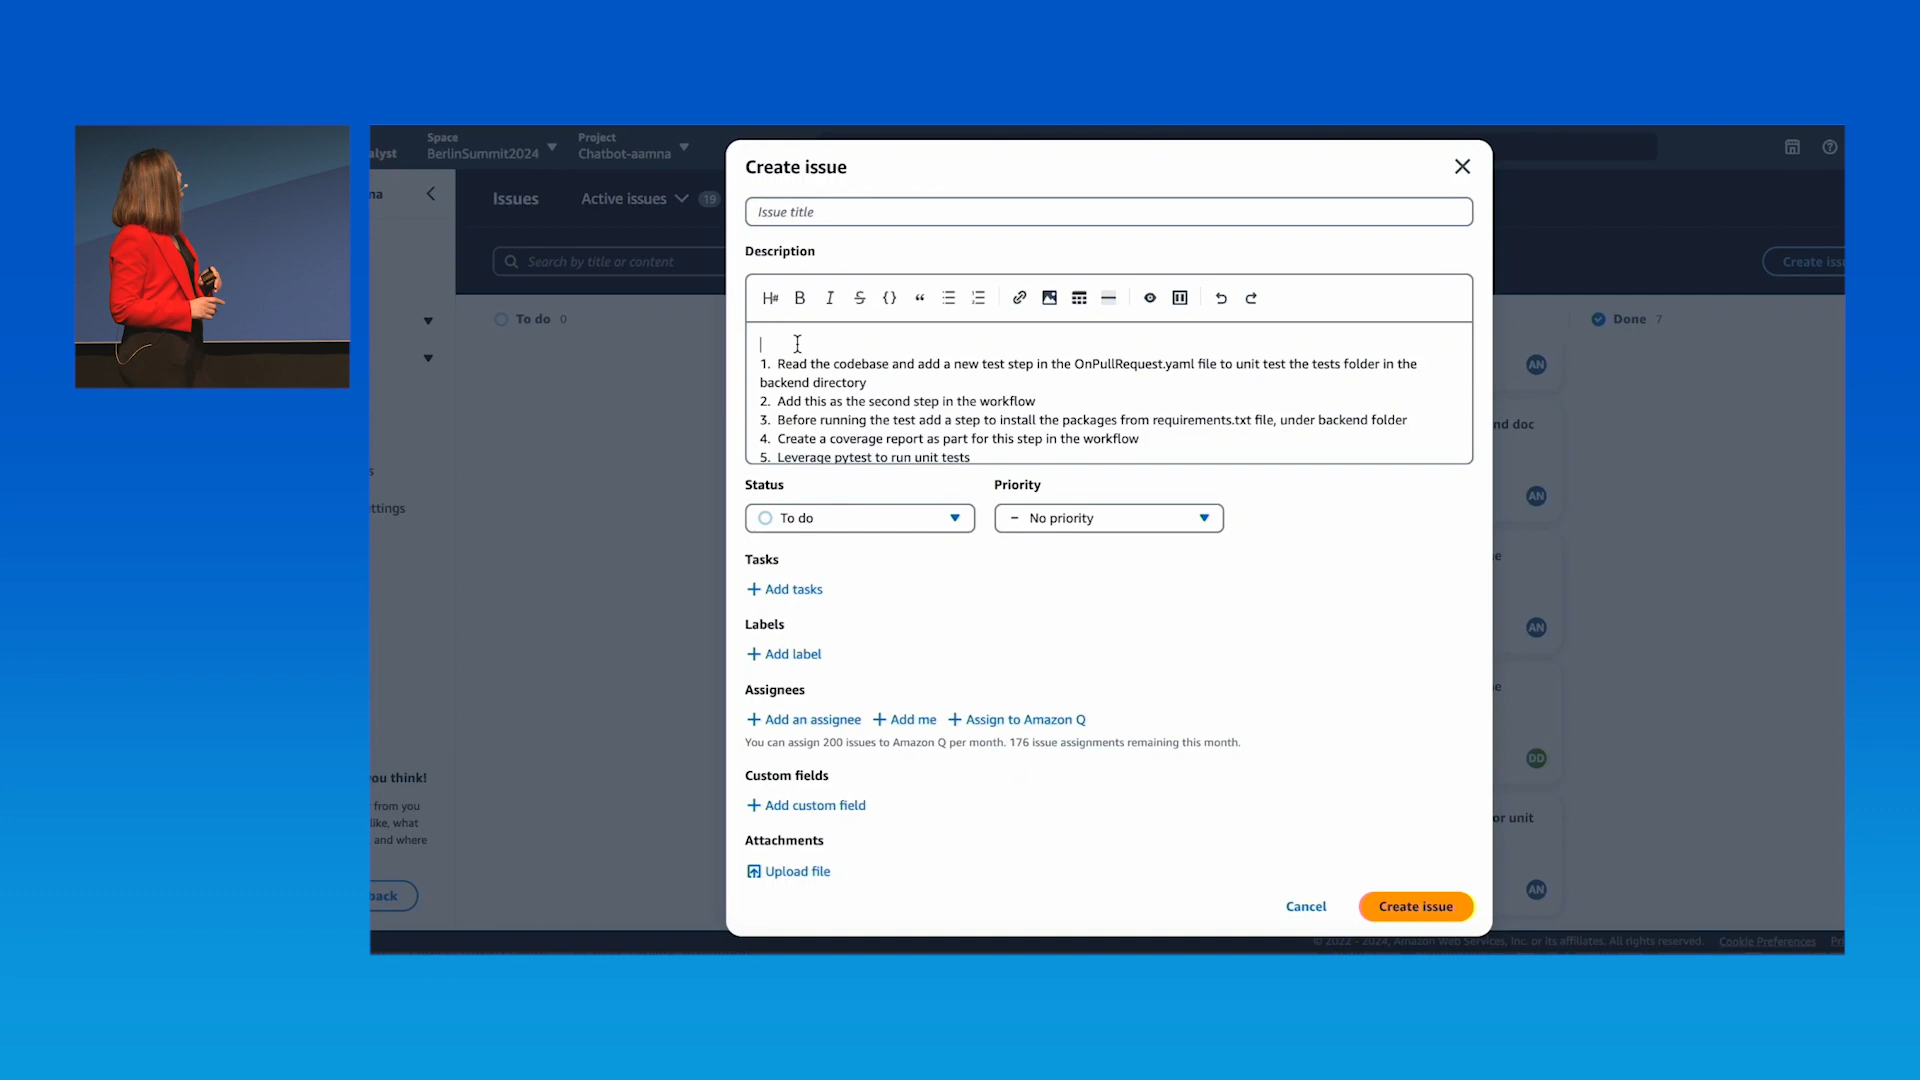 alyst
Space
BerlinSummit2024
Project
Chatbot-aamna
na
Issues
Active issues
19
Search by title or content
Create iss
To do 0
Done 7
AN
nd doc
AN
e
AN
e
DD
or unit
AN
s
ttings
ou think!
from you
like, what
and where
back
Create issue
Issue title
Description
H#
B
I
S
{}
1. Read the codebase and add a new test step in the OnPullRequest.yaml file to unit test the tests folder in the
backend directory
2. Add this as the second step in the workflow
3. Before running the test add a step to install the packages from requirements.txt file, under backend folder
4. Create a coverage report as part for this step in the workflow
5. Leverage pytest to run unit tests
Status
Priority
To do
– No priority
Tasks
+ Add tasks
Labels
+ Add label
Assignees
+ Add an assignee + Add me + Assign to Amazon Q
You can assign 200 issues to Amazon Q per month. 176 issue assignments remaining this month.
Custom fields
+ Add custom field
Attachments
Upload file
Cancel
Create issue
© 2022 - 2024, Amazon Web Services, Inc. or its affiliates. All rights reserved. Cookie Preferences Pri